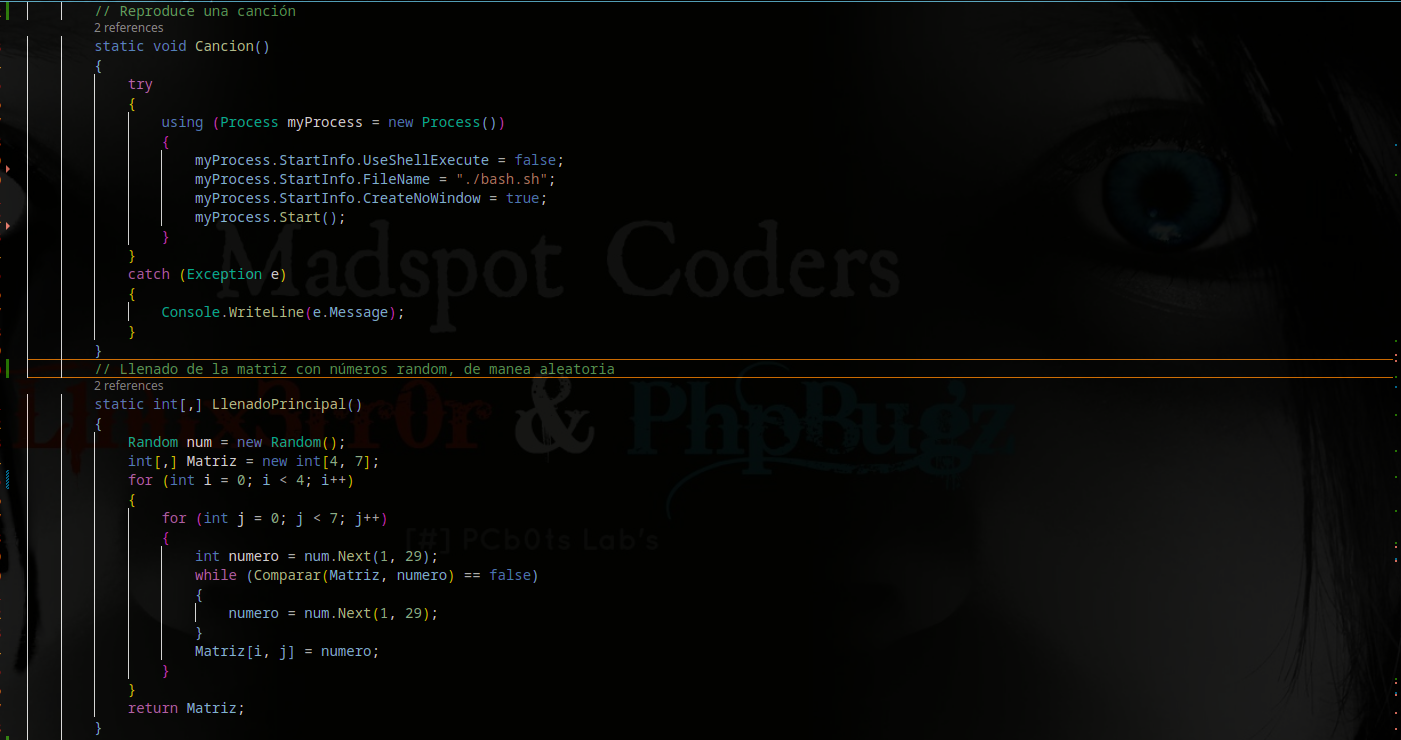 // Reproduce una canción
2 references
static void Cancion()
{
try
{
using (Process myProcess = new Process())
{
myProcess.StartInfo.UseShellExecute = false;
myProcess.StartInfo.FileName = "./bash.sh";
myProcess.StartInfo.CreateNoWindow = true;
myProcess.Start();
}
}
catch (Exception e)
{
Console.WriteLine(e.Message);
}
}
// Llenado de la matriz con números random, de manea aleatoria
2 references
static int[,] LlenadoPrincipal()
{
Random num = new Random();
int[,] Matriz = new int[4, 7];
for (int i = 0; i < 4; i++)
{
for (int j = 0; j < 7; j++)
{
int numero = num.Next(1, 29);
while (Comparar(Matriz, numero) == false)
{
numero = num.Next(1, 29);
}
Matriz[i, j] = numero;
}
}
return Matriz;
}
Madspot Coders
& PhpBugz
[#] PCb0ts Lab's